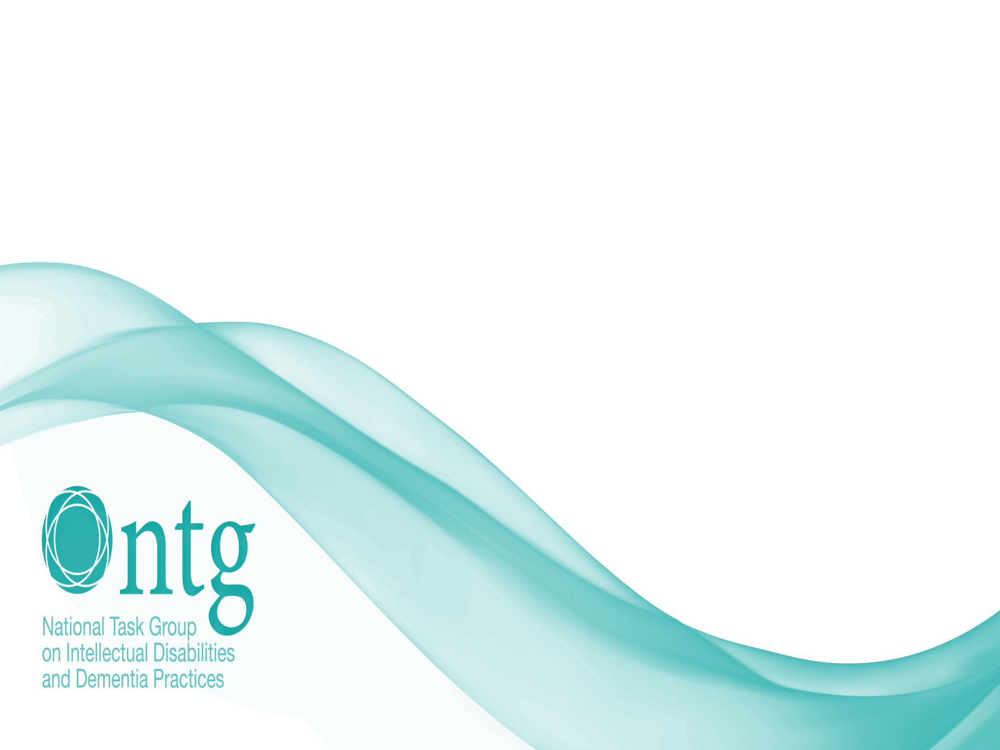 ntg
National Task Group
on Intellectual Disabilities
and Dementia Practices